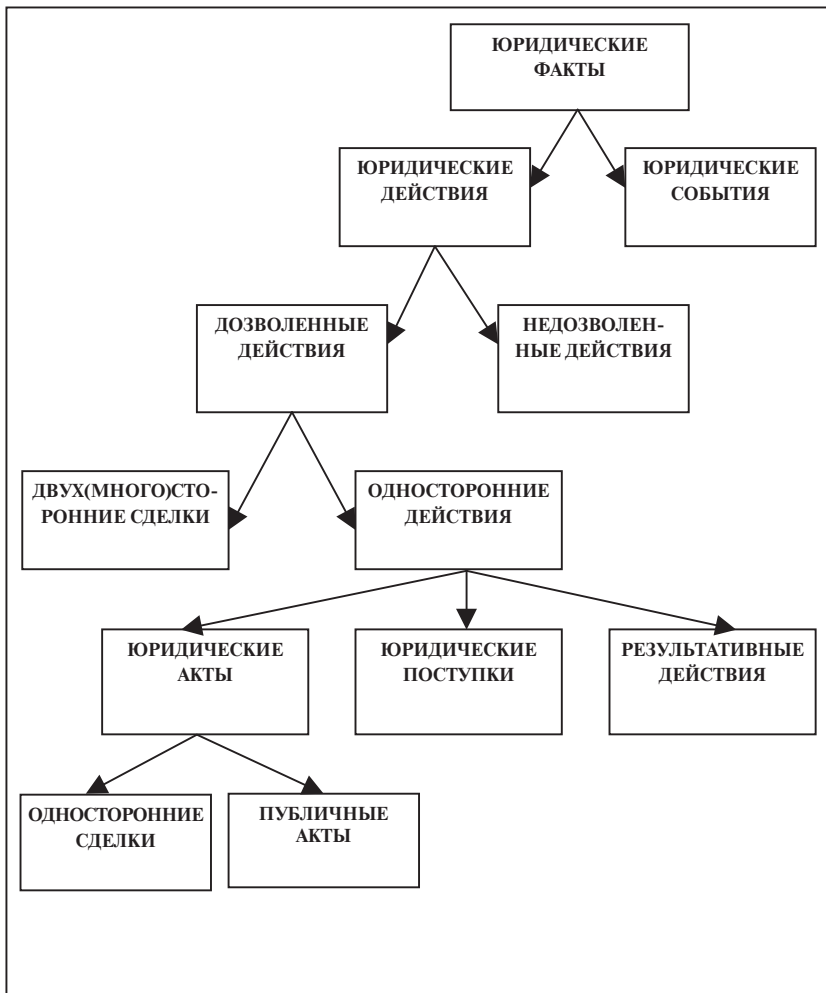 ЮРИДИЧЕСКИЕ
ФАКТЫ
ЮРИДИЧЕСКИЕ
ДЕЙСТВИЯ
ЮРИДИЧЕСКИЕ
СОБЫТИЯ
ДОЗВОЛЕННЫЕ
ДЕЙСТВИЯ
НЕДОЗВОЛЕН-
НЫЕ ДЕЙСТВИЯ
ДВУХ(МНОГО)СТО-
РОННИЕ СДЕЛКИ
ОДНОСТОРОННИЕ
ДЕЙСТВИЯ
ЮРИДИЧЕСКИЕ
АКТЫ
ЮРИДИЧЕСКИЕ
ПОСТУПКИ
РЕЗУЛЬТАТИВНЫЕ
ДЕЙСТВИЯ
ОДНОСТОРОННИЕ
СДЕЛКИ
ПУБЛИЧНЫЕ
АКТЫ